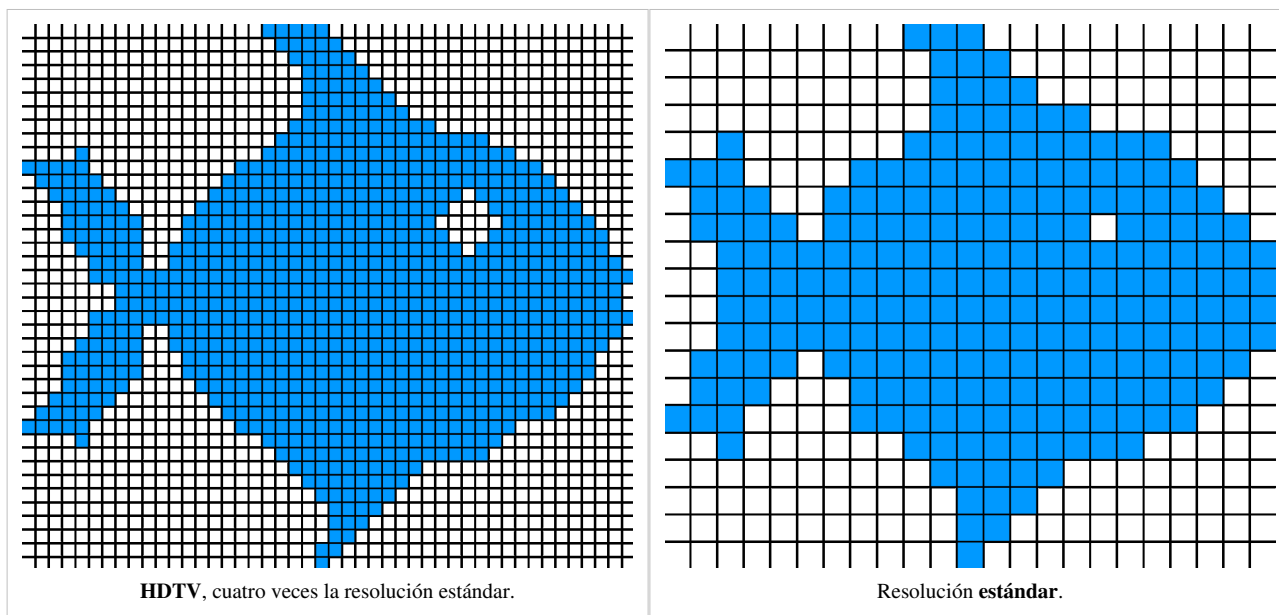 HDTV, cuatro veces la resolución estándar.
Resolución estándar.